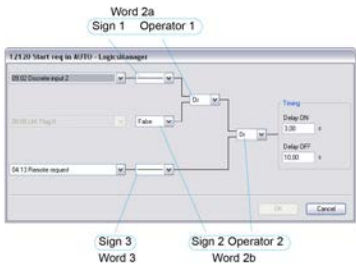 Word 2a
Sign 1 Operator 1
12120 Start req in AUTO - LogicsManager
09.02 Discrete input 2
Or
Timing
Delay ON
3.00 s
False
Or
Delay OFF
10.00 s
04.13 Remote request
OK Cancel
Sign 3 Sign 2 Operator 2
Word 3 Word 2b